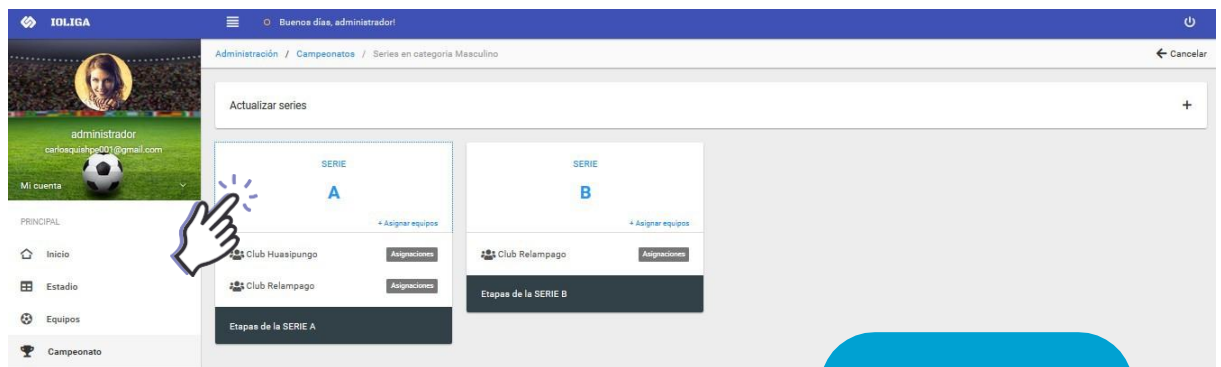 IOLIGA
Buenos días, administrador!
Administración / Campeonatos / Series en categoría Masculino
Cancelar
administrador
carlosquishpe001@gmail.com
Mi cuenta
PRINCIPAL
Inicio
Estadio
Equipos
Campeonato
Actualizar series
+
SERIE
A
+ Asignar equipos
Club Huasipungo Asignaciones
Club Relampago Asignaciones
Etapas de la SERIE A
SERIE
B
+ Asignar equipos
Club Relampago Asignaciones
Etapas de la SERIE B